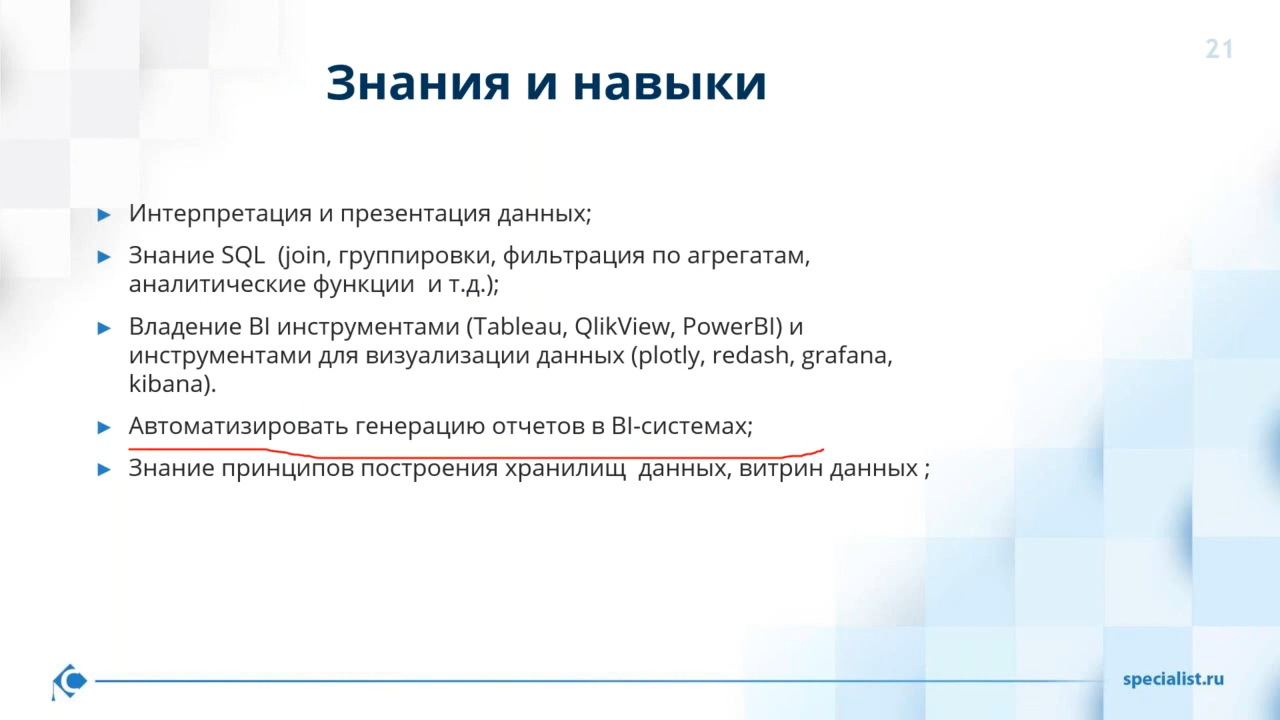 21
Знания и навыки
Интерпретация и презентация данных;
Знание SQL  (join, группировки, фильтрация по агрегатам,
аналитические функции  и т.д.);
Владение BI инструментами (Tableau, QlikView, PowerBI) и
инструментами для визуализации данных (plotly, redash, grafana,
kibana).
Автоматизировать генерацию отчетов в BI-системах;
Знание принципов построения хранилищ  данных, витрин данных ;
specialist.ru